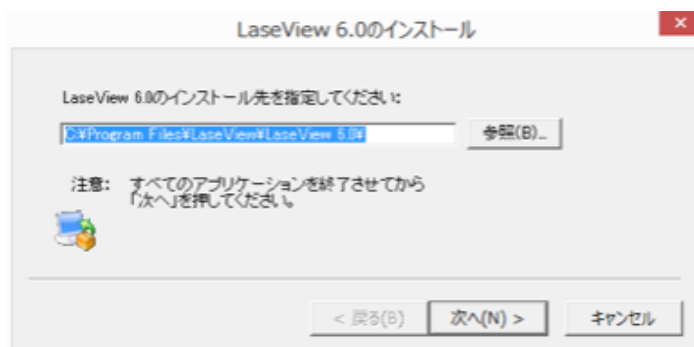 LaseView 6.0のインストール
LaseView 6.0のインストール先を指定してください:
C:¥Program Files¥LaseView¥LaseView 6.0¥
参照(B)...
注意: すべてのアプリケーションを終了させてから
「次へ」を押してください。
< 戻る(B)
次へ(N) >
キャンセル